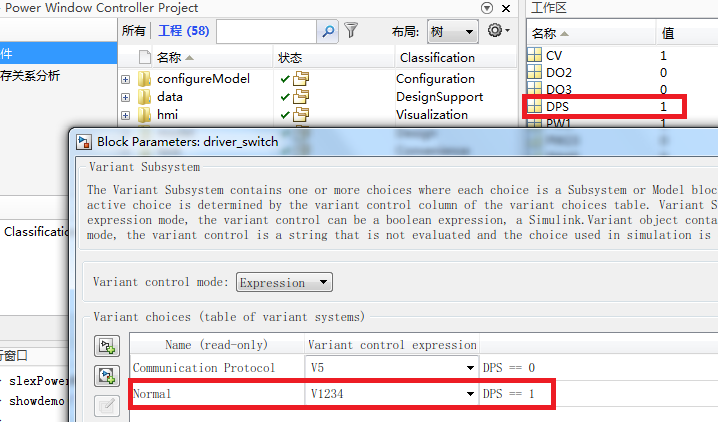 Power Window Controller Project
所有 工程 (58) 布局: 树
名称 状态 Classification
configureModel Configuration
data DesignSupport
hmi Visualization
件
存关系分析
工作区
名称 值
CV 1
DO2 0
DO3 0
DPS 1
PW1 1
Block Parameters: driver_switch
Variant Subsystem
The Variant Subsystem contains one or more choices where each choice is a Subsystem or Model bloc
active choice is determined by the variant control column of the variant choices table. Variant S
expression mode, the variant control can be a boolean expression, a Simulink.Variant object conta
mode, the variant control is a string that is not evaluated and the choice used in simulation is
Classification
Variant control mode: Expression
Variant choices (table of variant systems)
Name (read-only) Variant control expression
Communication Protocol V5 DPS == 0
Normal V1234 DPS == 1
行窗口
slexPower
showdemo